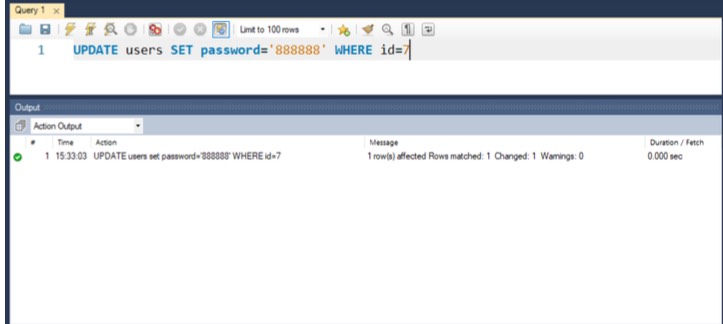 Query 1
Limit to 100 rows
1 UPDATE users SET password='888888' WHERE id=7
Output
Action Output
# Time Action Message Duration / Fetch
1 15:33:03 UPDATE users set password='888888' WHERE id=7 1 row(s) affected Rows matched: 1 Changed: 1 Warnings: 0 0.000 sec